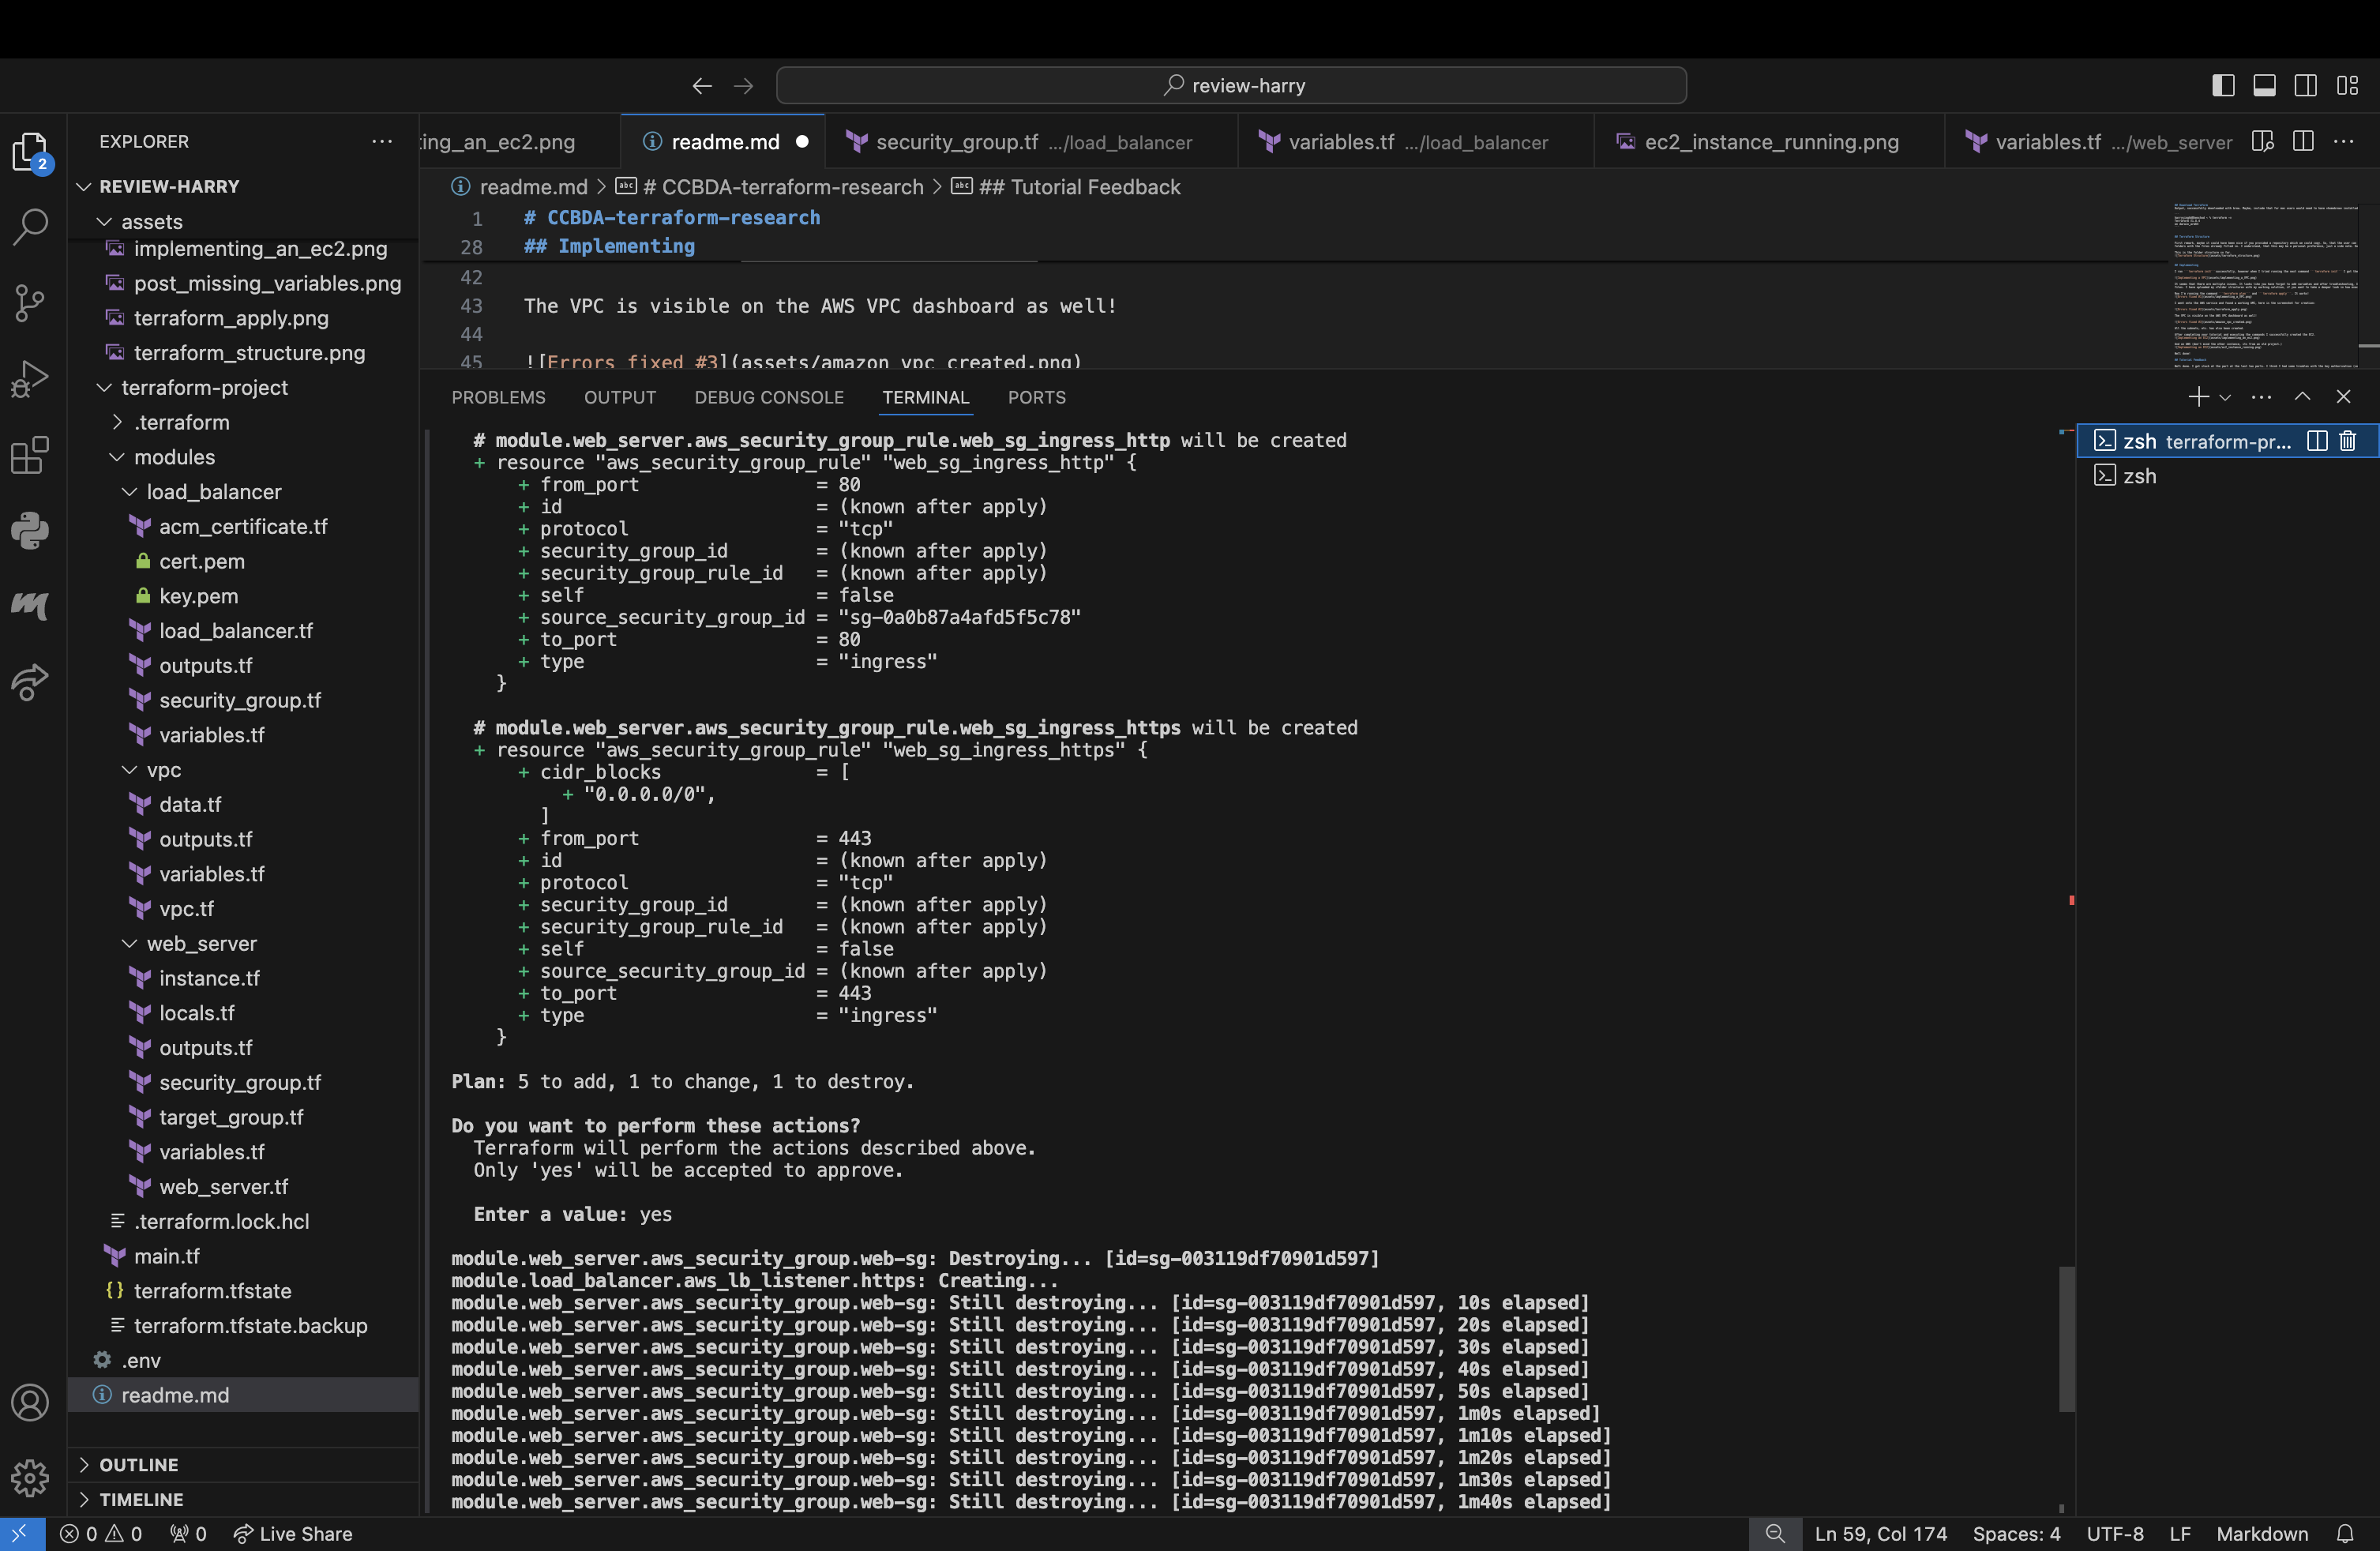 review-harry
EXPLORER
2
ting_an_ec2.png
readme.md
security_group.tf .../load_balancer
variables.tf .../load_balancer
ec2_instance_running.png
variables.tf .../web_server
REVIEW-HARRY
assets
implementing_an_ec2.png
post_missing_variables.png
terraform_apply.png
terraform_structure.png
terraform-project
.terraform
modules
load_balancer
acm_certificate.tf
cert.pem
key.pem
load_balancer.tf
outputs.tf
security_group.tf
variables.tf
vpc
data.tf
outputs.tf
variables.tf
vpc.tf
web_server
instance.tf
locals.tf
outputs.tf
security_group.tf
target_group.tf
variables.tf
web_server.tf
.terraform.lock.hcl
main.tf
{} terraform.tfstate
terraform.tfstate.backup
.env
readme.md
OUTLINE
TIMELINE
readme.md > # CCBDA-terraform-research > ## Tutorial Feedback
1 # CCBDA-terraform-research
28 ## Implementing
42
43 The VPC is visible on the AWS VPC dashboard as well!
44
45 ![Errors fixed #3](assets/amazon_vpc_created.png)
PROBLEMS OUTPUT DEBUG CONSOLE TERMINAL PORTS
zsh terraform-pr...
zsh
# module.web_server.aws_security_group_rule.web_sg_ingress_http will be created
+ resource "aws_security_group_rule" "web_sg_ingress_http" {
+ from_port = 80
+ id = (known after apply)
+ protocol = "tcp"
+ security_group_id = (known after apply)
+ security_group_rule_id = (known after apply)
+ self = false
+ source_security_group_id = "sg-0a0b87a4afd5f5c78"
+ to_port = 80
+ type = "ingress"
}
# module.web_server.aws_security_group_rule.web_sg_ingress_https will be created
+ resource "aws_security_group_rule" "web_sg_ingress_https" {
+ cidr_blocks = [
+ "0.0.0.0/0",
]
+ from_port = 443
+ id = (known after apply)
+ protocol = "tcp"
+ security_group_id = (known after apply)
+ security_group_rule_id = (known after apply)
+ self = false
+ source_security_group_id = (known after apply)
+ to_port = 443
+ type = "ingress"
}
Plan: 5 to add, 1 to change, 1 to destroy.
Do you want to perform these actions?
Terraform will perform the actions described above.
Only 'yes' will be accepted to approve.
Enter a value: yes
module.web_server.aws_security_group.web-sg: Destroying... [id=sg-003119df70901d597]
module.load_balancer.aws_lb_listener.https: Creating...
module.web_server.aws_security_group.web-sg: Still destroying... [id=sg-003119df70901d597, 10s elapsed]
module.web_server.aws_security_group.web-sg: Still destroying... [id=sg-003119df70901d597, 20s elapsed]
module.web_server.aws_security_group.web-sg: Still destroying... [id=sg-003119df70901d597, 30s elapsed]
module.web_server.aws_security_group.web-sg: Still destroying... [id=sg-003119df70901d597, 40s elapsed]
module.web_server.aws_security_group.web-sg: Still destroying... [id=sg-003119df70901d597, 50s elapsed]
module.web_server.aws_security_group.web-sg: Still destroying... [id=sg-003119df70901d597, 1m0s elapsed]
module.web_server.aws_security_group.web-sg: Still destroying... [id=sg-003119df70901d597, 1m10s elapsed]
module.web_server.aws_security_group.web-sg: Still destroying... [id=sg-003119df70901d597, 1m20s elapsed]
module.web_server.aws_security_group.web-sg: Still destroying... [id=sg-003119df70901d597, 1m30s elapsed]
module.web_server.aws_security_group.web-sg: Still destroying... [id=sg-003119df70901d597, 1m40s elapsed]
0 0 0 Live Share
Ln 59, Col 174 Spaces: 4 UTF-8 LF Markdown